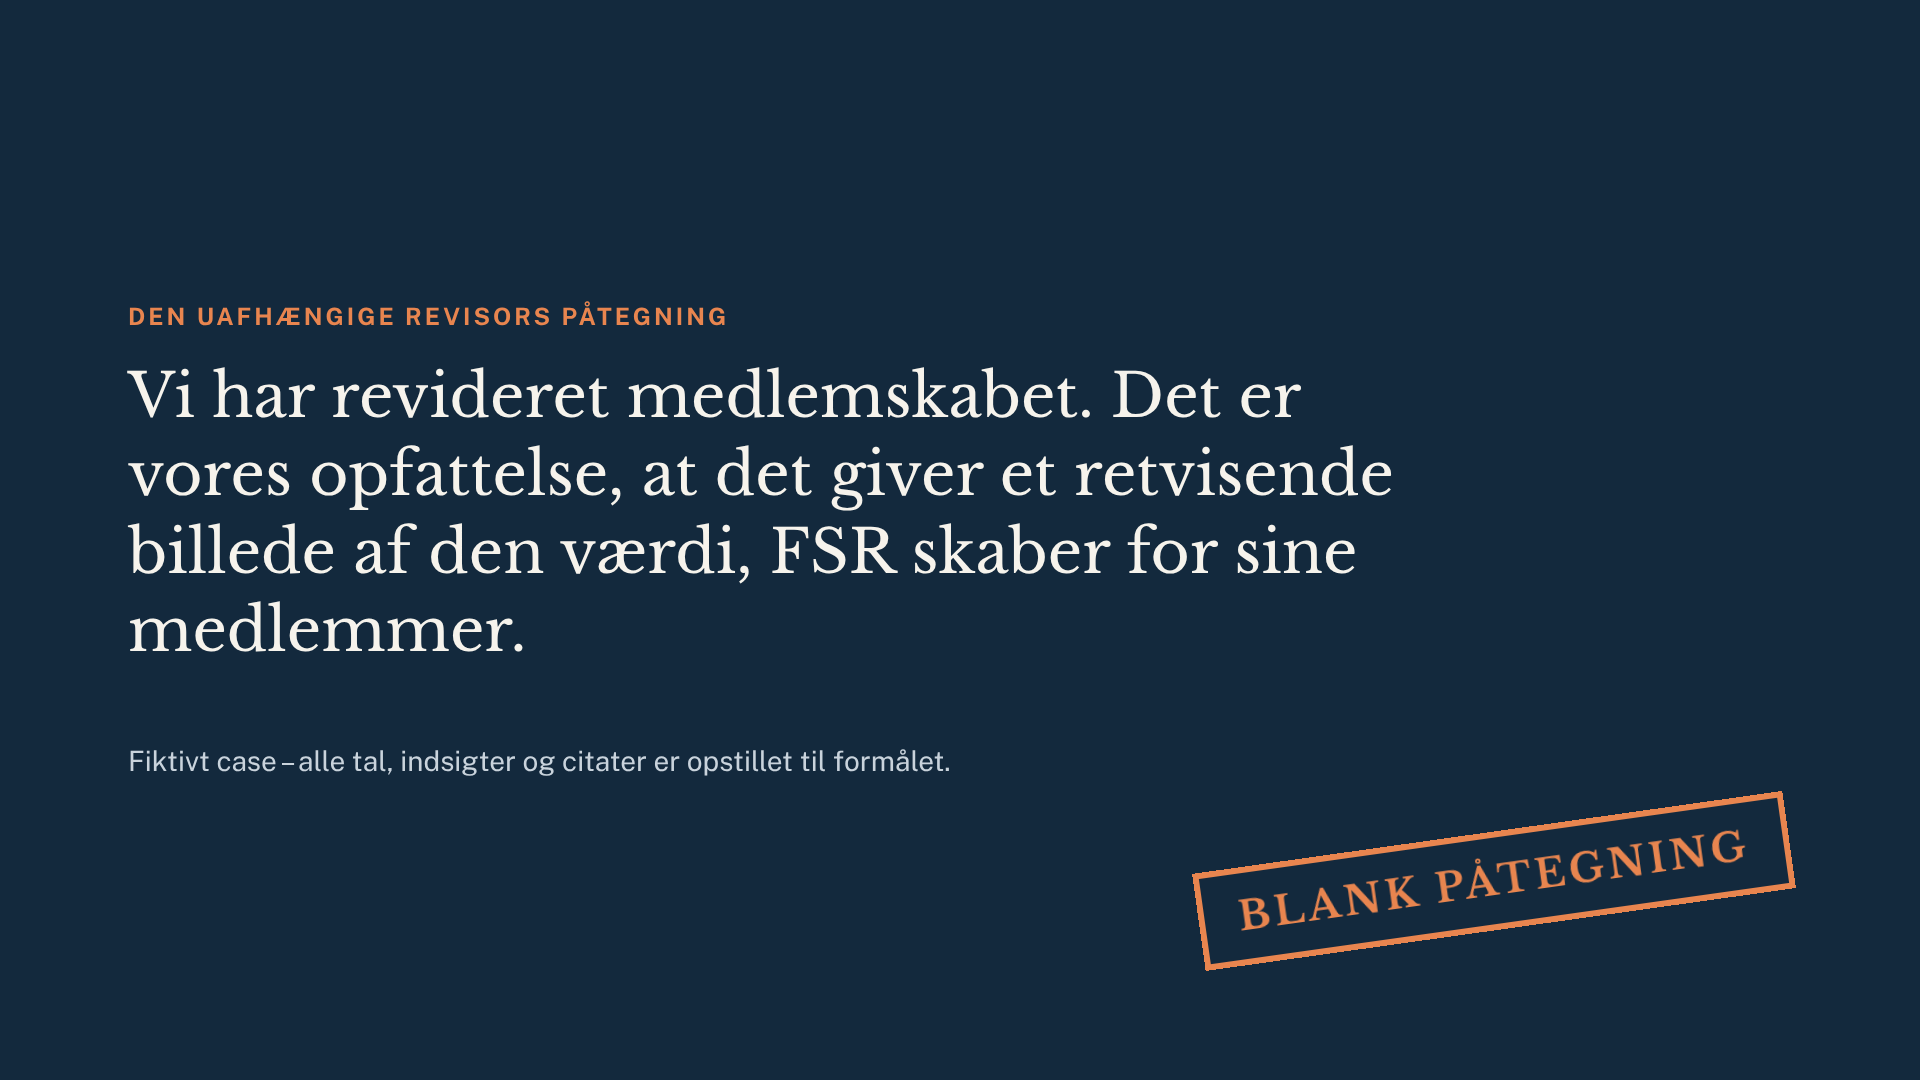 DEN UAFHÆNGIGE REVISORS PÅTEGNING
Vi har revideret medlemskabet. Det er
vores opfattelse, at det giver et retvisende
billede af den værdi, FSR skaber for sine
medlemmer.
Fiktivt case – alle tal, indsigter og citater er opstillet til formålet.
BLANK PÅTEGNING